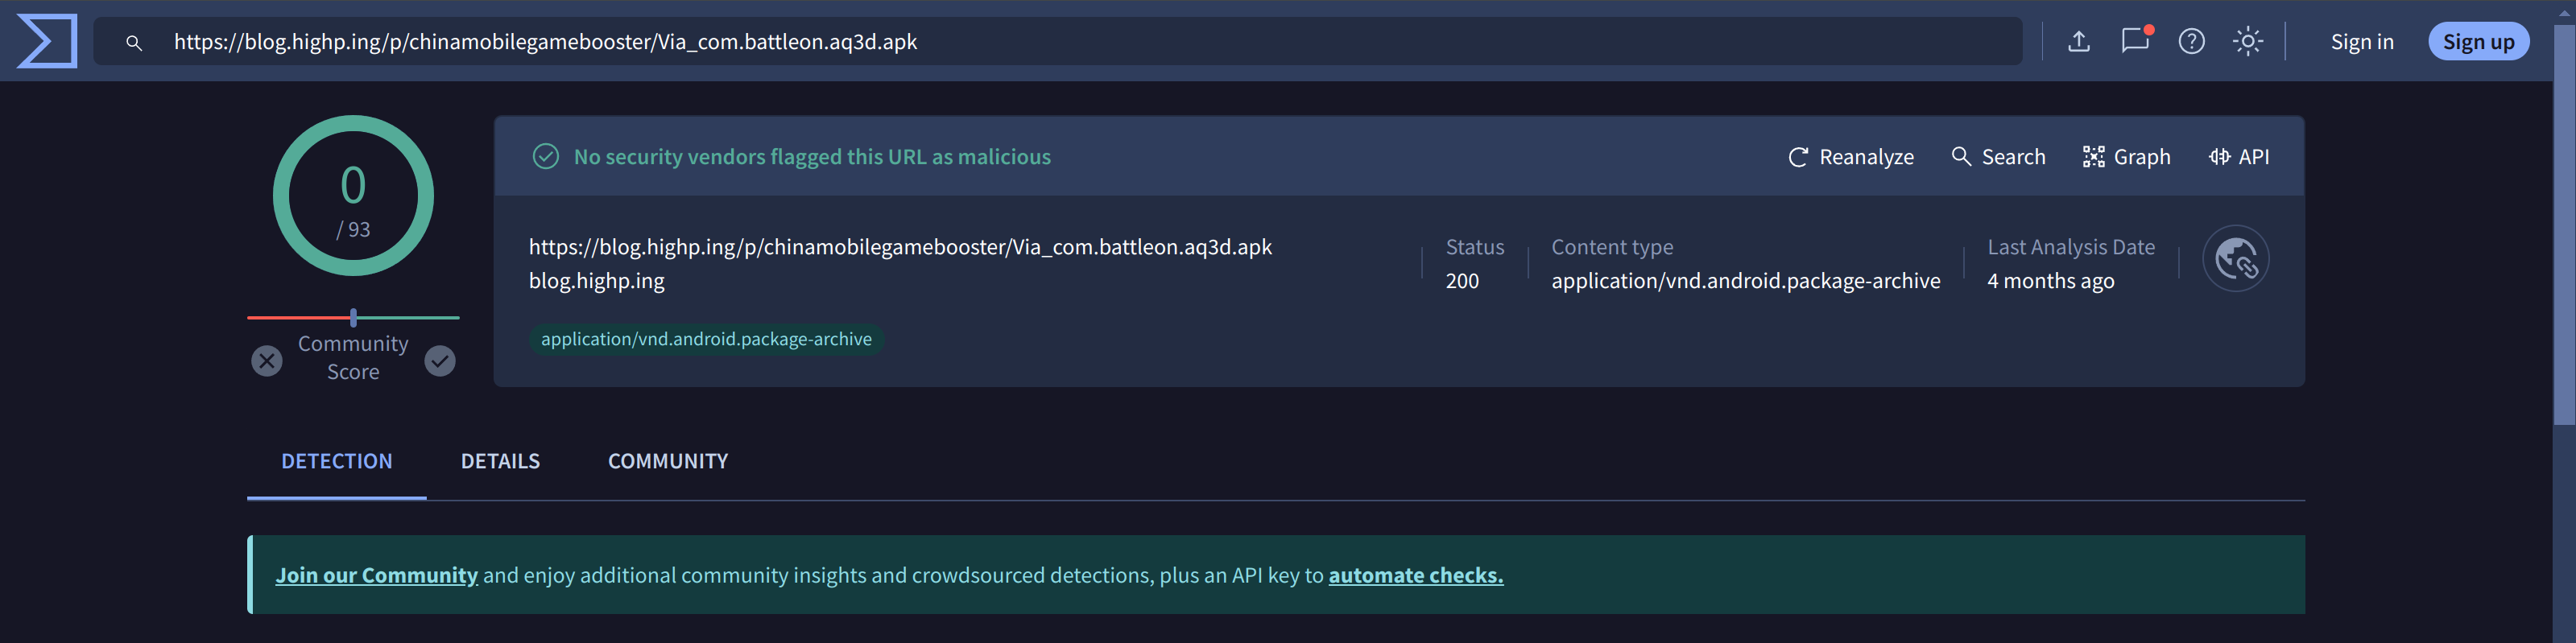 https://blog.highp.ing/p/chinamobilegamebooster/Via_com.battleon.aq3d.apk
Sign in
Sign up
0
/ 93
Community
Score
No security vendors flagged this URL as malicious
Reanalyze
Search
Graph
API
https://blog.highp.ing/p/chinamobilegamebooster/Via_com.battleon.aq3d.apk
blog.highp.ing
Status
200
Content type
application/vnd.android.package-archive
Last Analysis Date
4 months ago
application/vnd.android.package-archive
DETECTION
DETAILS
COMMUNITY
Join our Community and enjoy additional community insights and crowdsourced detections, plus an API key to automate checks.